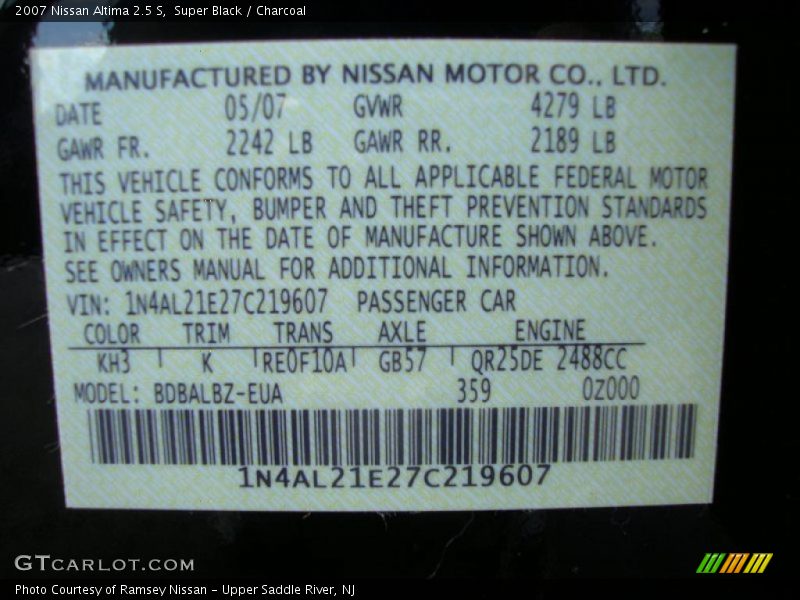 2007 Nissan Altima 2.5 S,  Super Black / Charcoal
MANUFACTURED BY NISSAN MOTOR CO., LTD.
DATE 05/07 GVWR 4279 LB
GAWR FR. 2242 LB GAWR RR. 2189 LB
THIS VEHICLE CONFORMS TO ALL APPLICABLE FEDERAL MOTOR
VEHICLE SAFETY, BUMPER AND THEFT PREVENTION STANDARDS
IN EFFECT ON THE DATE OF MANUFACTURE SHOWN ABOVE.
SEE OWNERS MANUAL FOR ADDITIONAL INFORMATION.
VIN: 1N4AL21E27C219607 PASSENGER CAR
COLOR TRIM TRANS AXLE ENGINE
KH3 K RE0F10A GB57 QR25DE 2488CC
MODEL: BDBALBZ-EUA 359 0Z000
1N4AL21E27C219607
GTCARLOT.COM
Photo Courtesy of Ramsey Nissan - Upper Saddle River, NJ